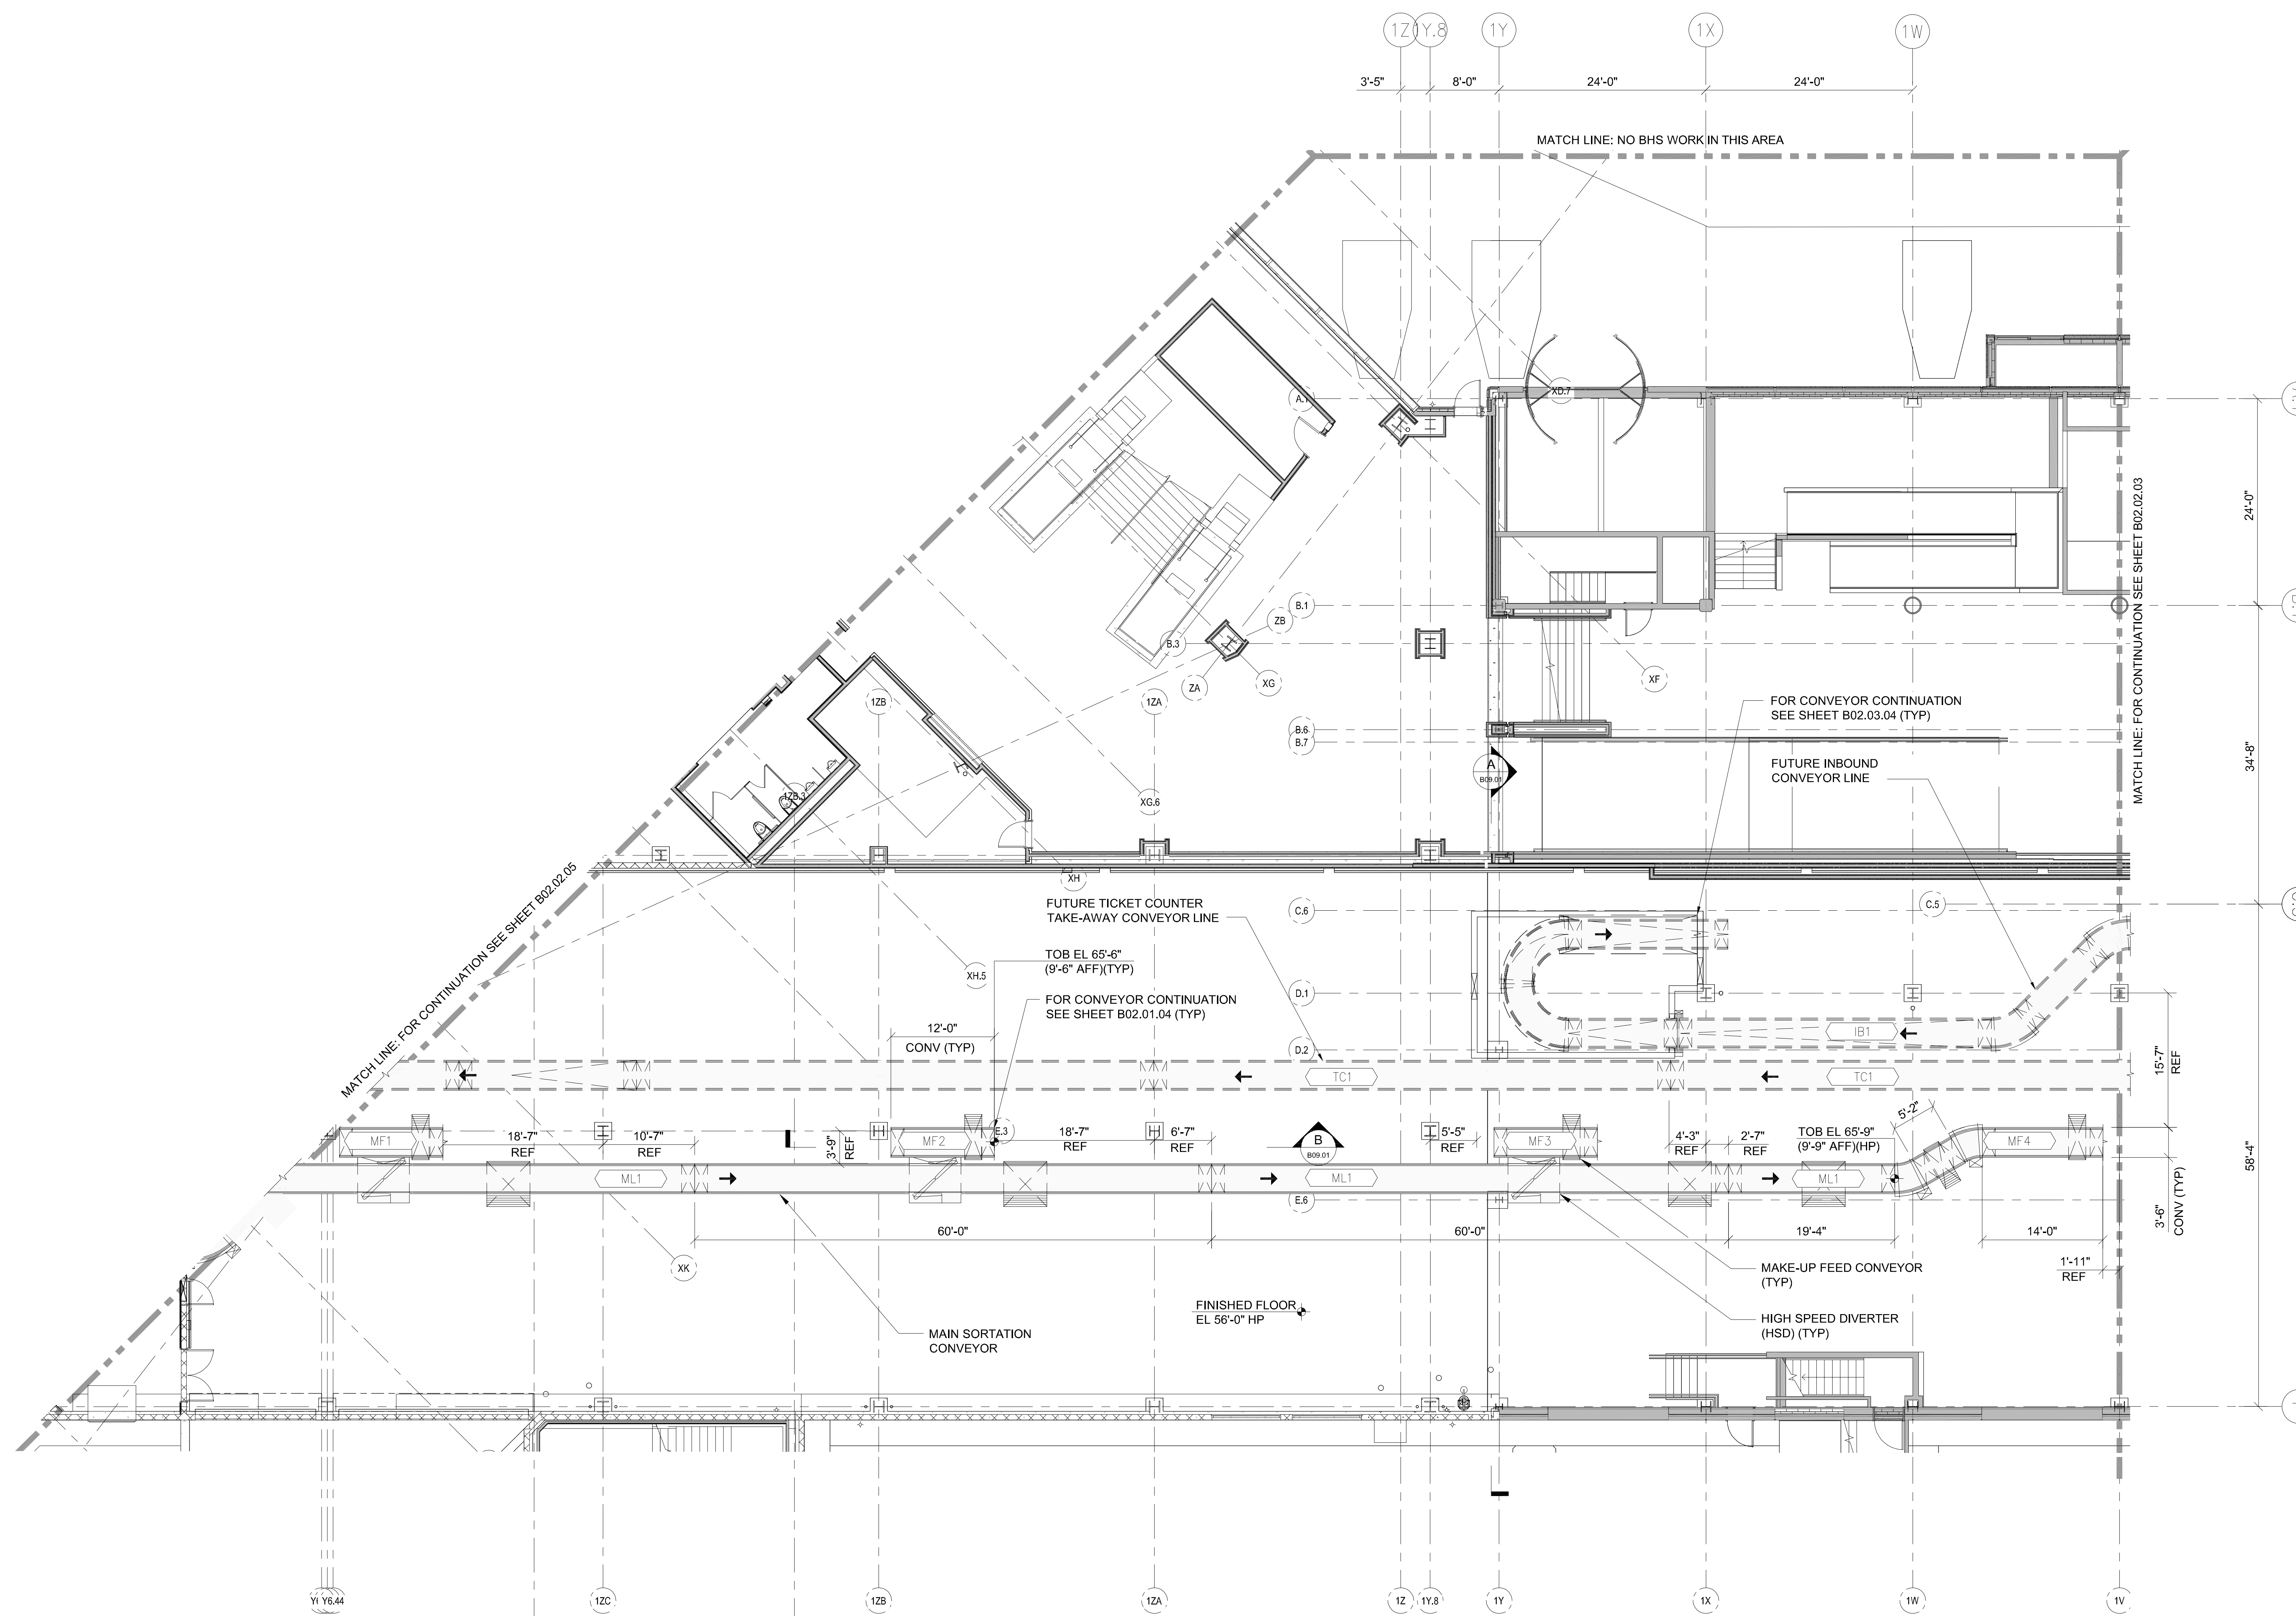 1Z
1Y.8
1Y
1X
1W
3'-5"
8'-0"
24'-0"
24'-0"
MATCH LINE: NO BHS WORK IN THIS AREA
XD.7
24'-0"
MATCH LINE: FOR CONTINUATION SEE SHEET B02.02.03
B.1
ZB
B.3
XF
XG
ZA
1ZB
1ZA
FOR CONVEYOR CONTINUATION
SEE SHEET B02.03.04 (TYP)
B.6
B.7
34'-8"
A
B09.01
FUTURE INBOUND
CONVEYOR LINE
1ZB.3
XG.6
MATCH LINE: FOR CONTINUATION SEE SHEET B02.02.05
XH
FUTURE TICKET COUNTER
TAKE-AWAY CONVEYOR LINE
C.6
C.5
TOB EL 65'-6"
(9'-6" AFF)(TYP)
XH.5
D.1
FOR CONVEYOR CONTINUATION
SEE SHEET B02.01.04 (TYP)
12'-0"
CONV (TYP)
IB1
D.2
15'-7"
REF
TC1
TC1
5'-2"
MF1
18'-7"
REF
10'-7"
REF
3'-9"
REF
MF2
E.3
18'-7"
REF
6'-7"
REF
B
B09.01
5'-5"
REF
MF3
4'-3"
REF
2'-7"
REF
TOB EL 65'-9"
(9'-9" AFF)(HP)
MF4
58'-4"
ML1
ML1
ML1
E.6
3'-6"
CONV (TYP)
60'-0"
60'-0"
19'-4"
14'-0"
1'-11"
REF
XK
MAKE-UP FEED CONVEYOR
(TYP)
FINISHED FLOOR
EL 56'-0" HP
HIGH SPEED DIVERTER
(HSD) (TYP)
MAIN SORTATION
CONVEYOR
Y6.44
1ZC
1ZB
1ZA
1Z
1Y.8
1Y
1X
1W
1V